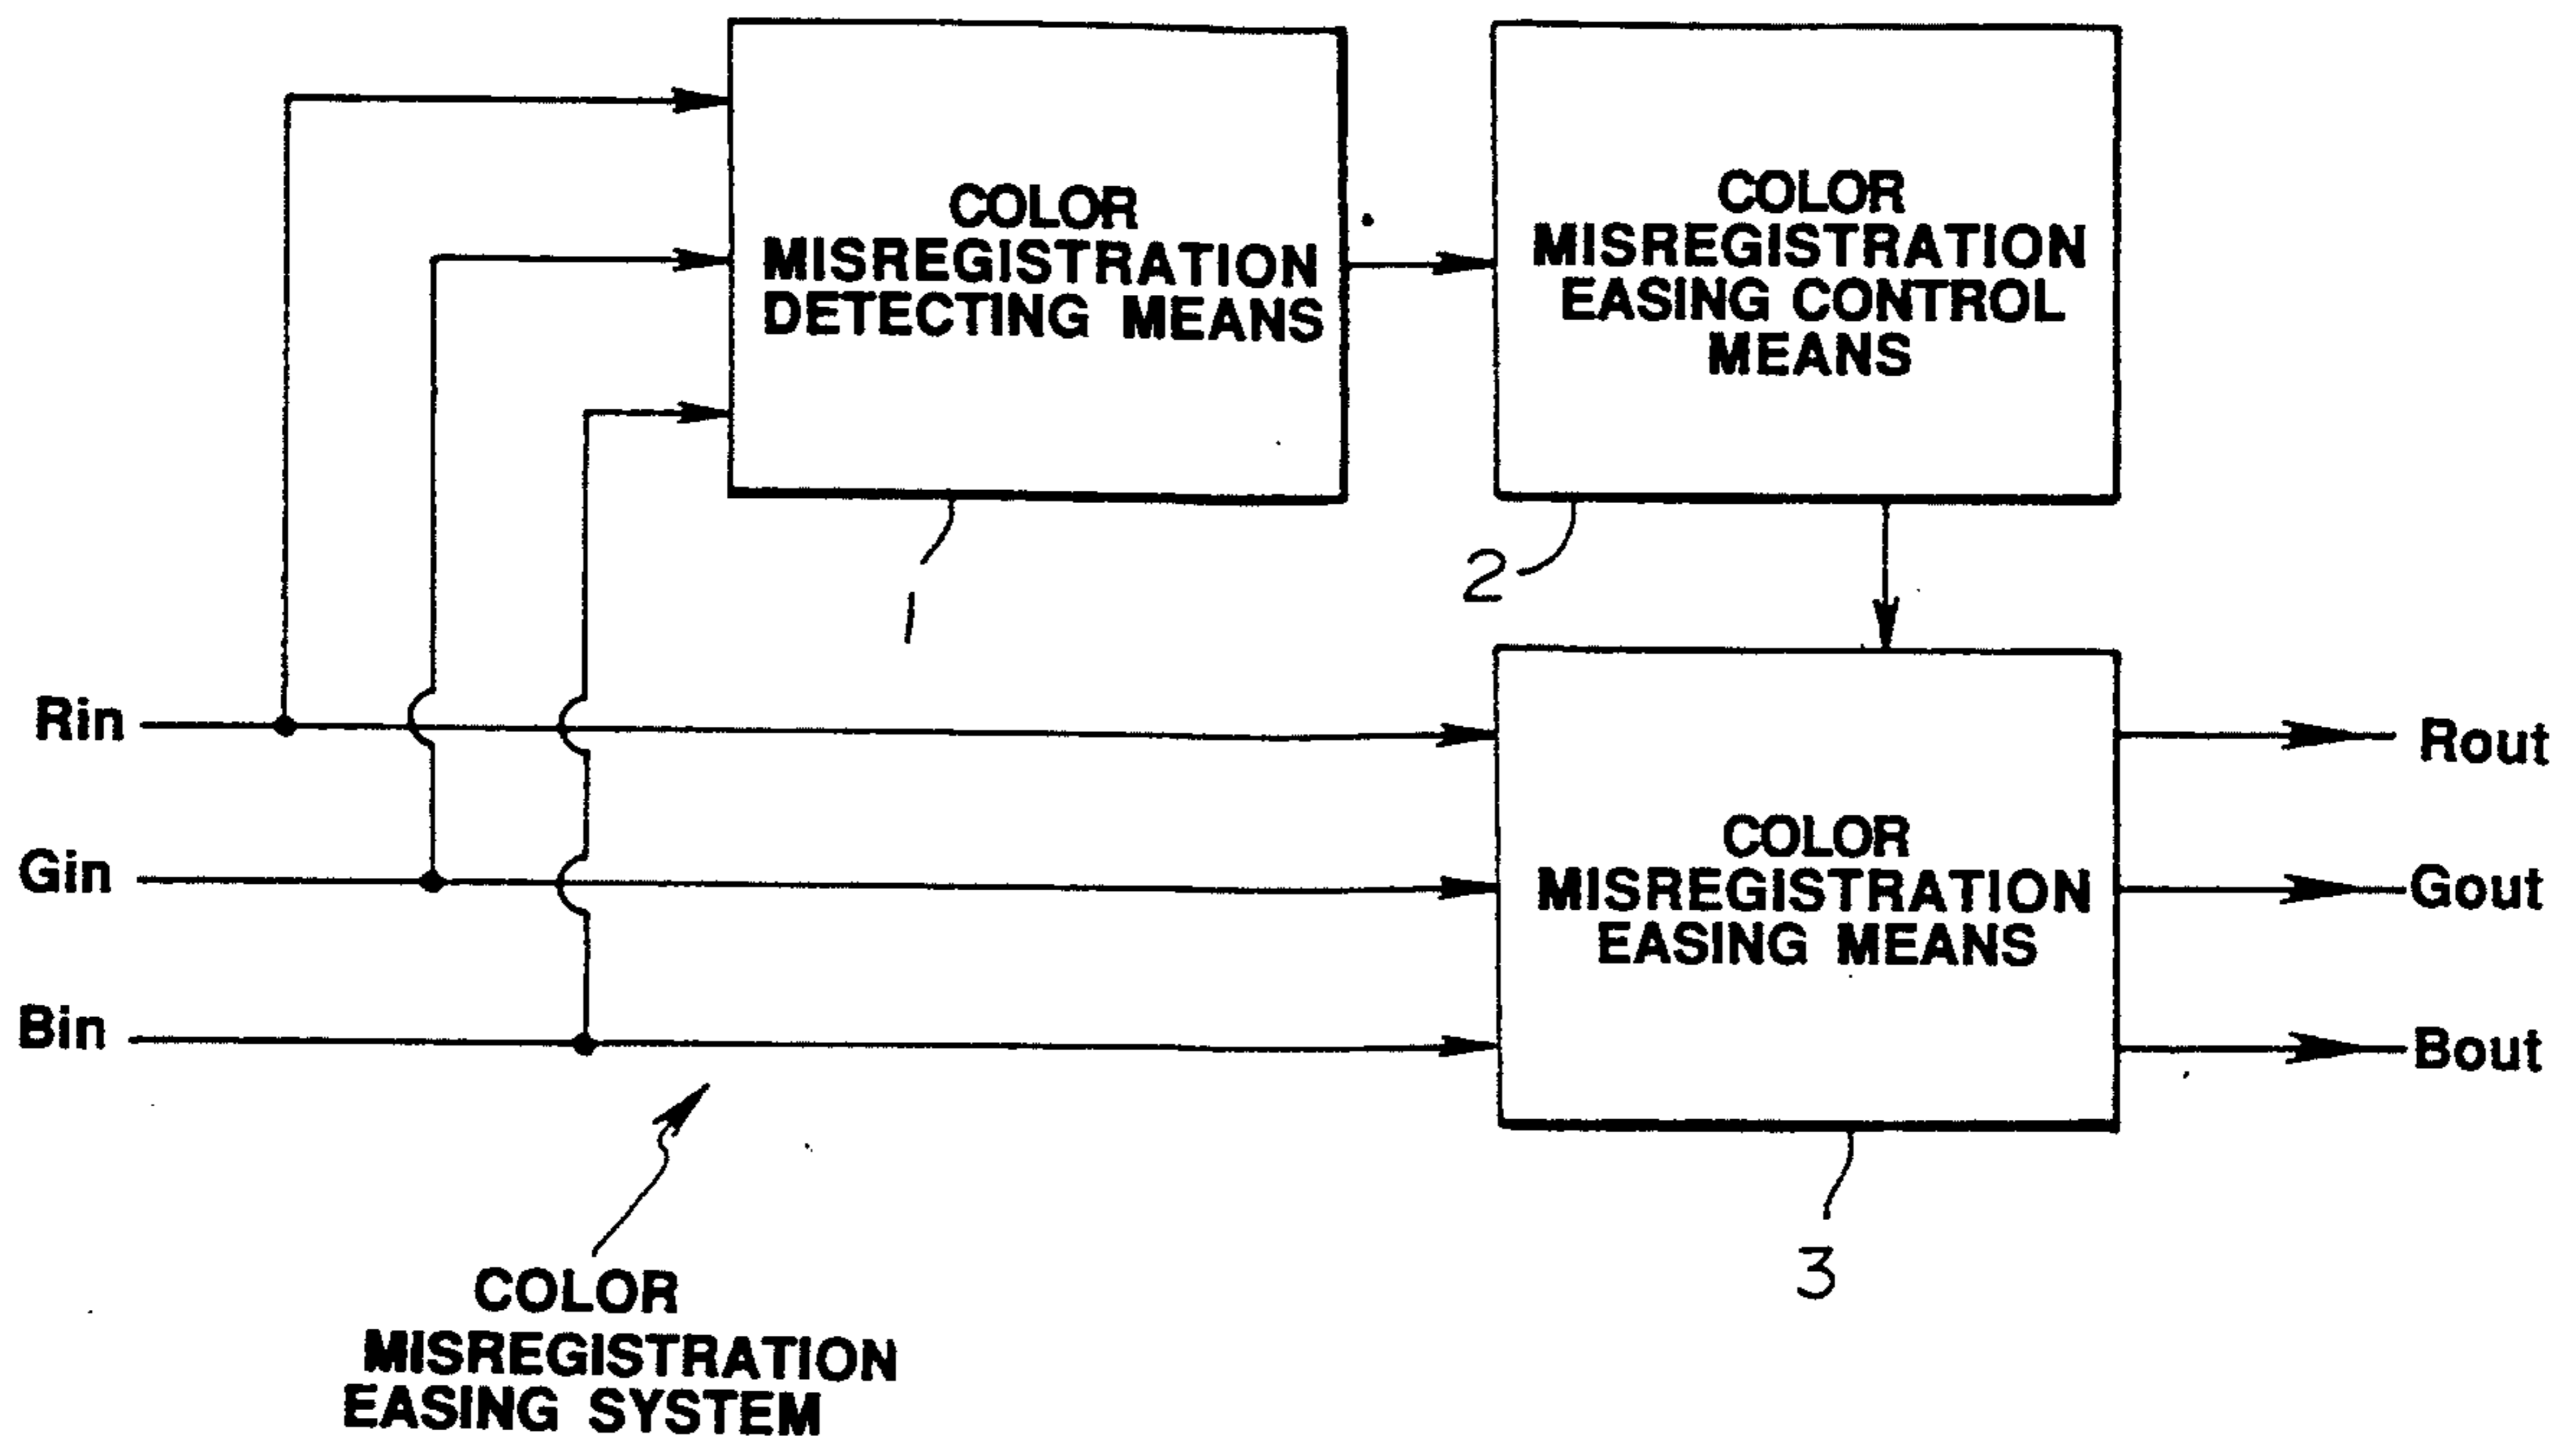 COLOR
MISREGISTRATION
DETECTING MEANS
COLOR
MISREGISTRATION
EASING CONTROL
MEANS
1
2
Rin
Gin
Bin
COLOR
MISREGISTRATION
EASING MEANS
Rout
Gout
Bout
3
COLOR
MISREGISTRATION
EASING SYSTEM